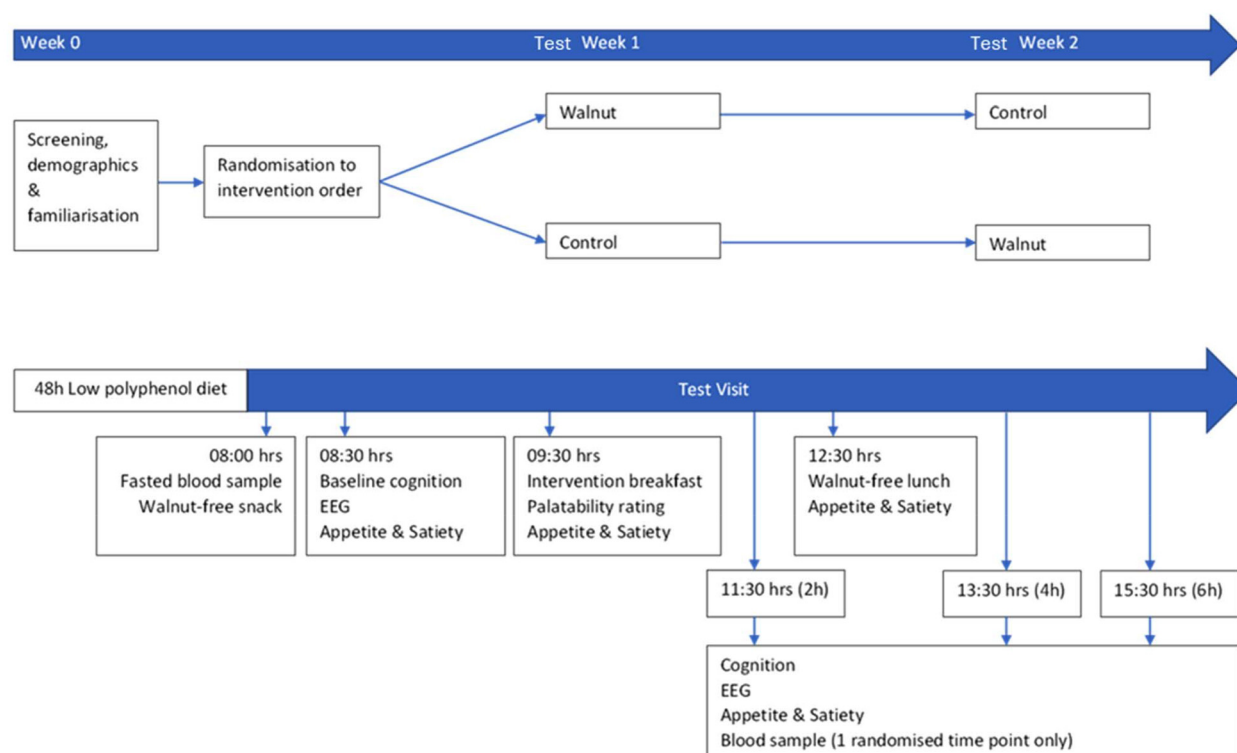 Week 0
Test Week 1
Test Week 2
Screening,
demographics
&
familiarisation
Randomisation to
intervention order
Walnut
Control
Control
Walnut
48h Low polyphenol diet
Test Visit
08:00 hrs
Fasted blood sample
Walnut-free snack
08:30 hrs
Baseline cognition
EEG
Appetite & Satiety
09:30 hrs
Intervention breakfast
Palatability rating
Appetite & Satiety
12:30 hrs
Walnut-free lunch
Appetite & Satiety
11:30 hrs (2h)
13:30 hrs (4h)
15:30 hrs (6h)
Cognition
EEG
Appetite & Satiety
Blood sample (1 randomised time point only)